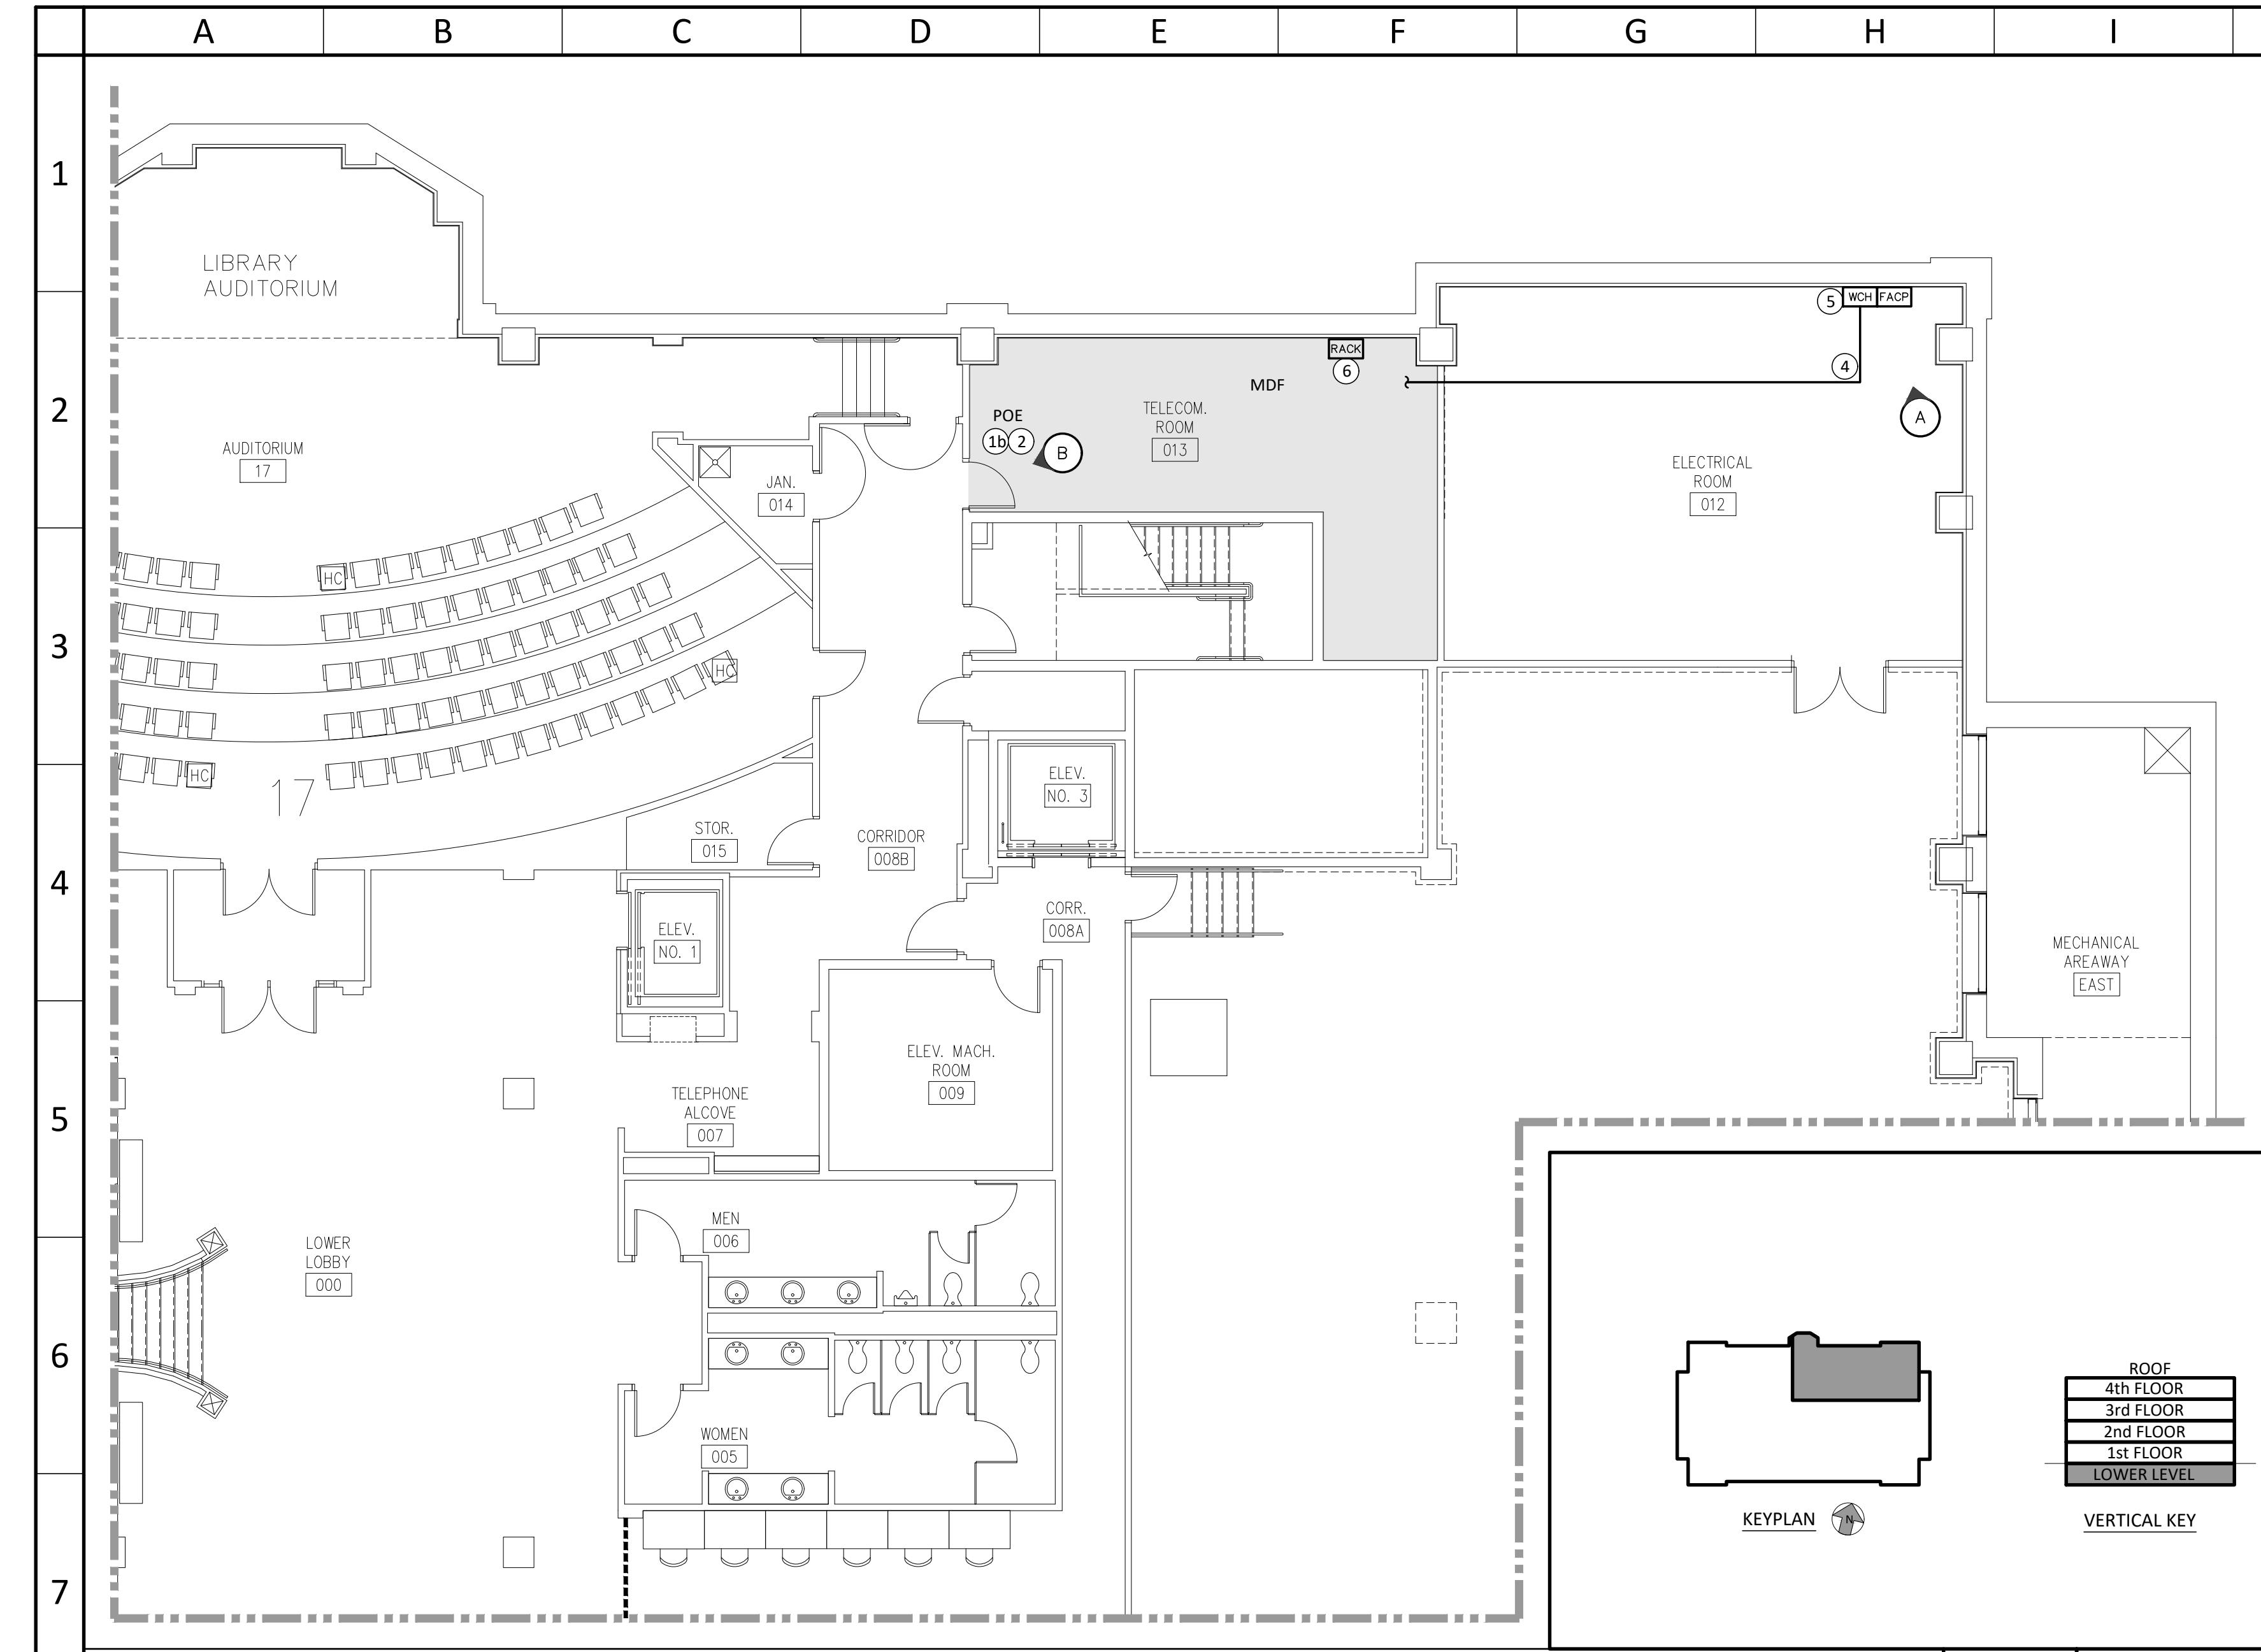 A B C D E F G H I
1
LIBRARY
AUDITORIUM
5 WCH FACP
RACK
6
4
MDF
2
TELECOM.
ROOM
013
POE
1b 2
B
A
AUDITORIUM
17
JAN.
014
ELECTRICAL
ROOM
012
HC
3
HC
HC
17
ELEV.
NO. 3
STOR.
015
CORRIDOR
008B
4
CORR.
008A
ELEV.
NO. 1
MECHANICAL
AREAWAY
EAST
ELEV. MACH.
ROOM
009
TELEPHONE
ALCOVE
007
5
MEN
006
LOWER
LOBBY
000
6
WOMEN
005
ROOF
4th FLOOR
3rd FLOOR
2nd FLOOR
1st FLOOR
LOWER LEVEL
KEYPLAN N
VERTICAL KEY
7